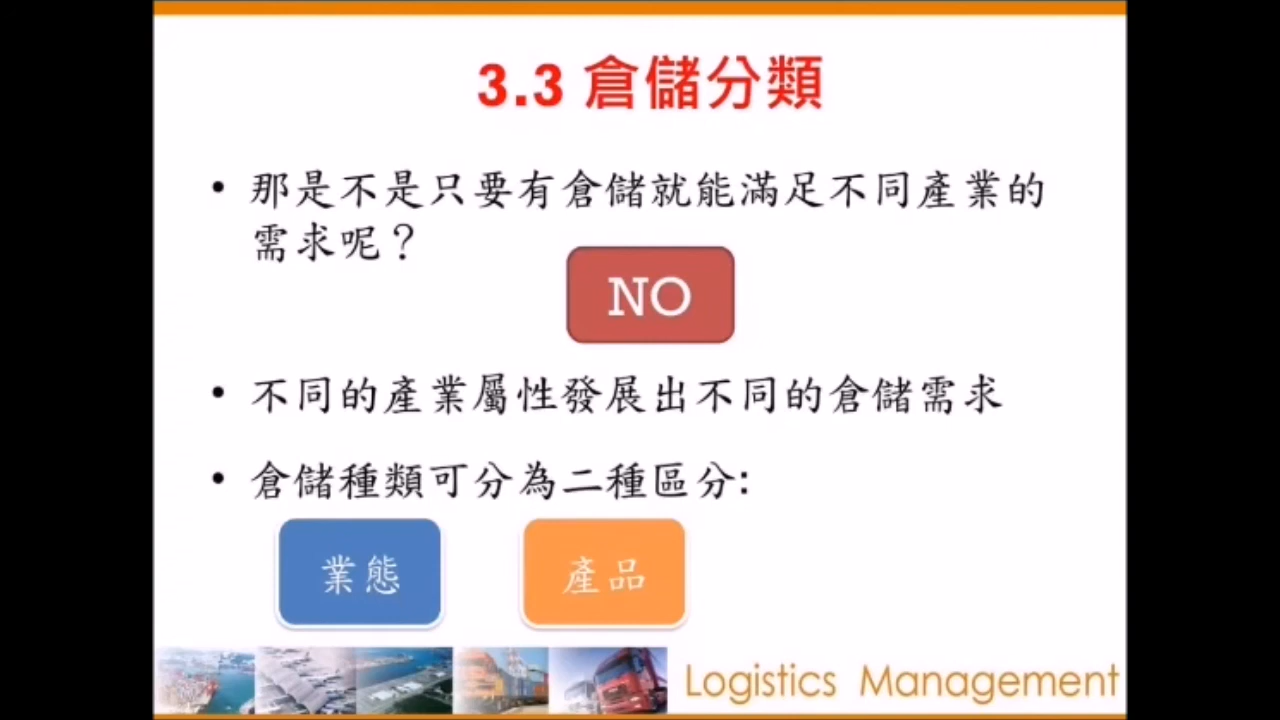 3.3 倉儲分類
• 那是不是只要有倉儲就能滿足不同產業的
需求呢？
NO
• 不同的產業屬性發展出不同的倉儲需求
• 倉儲種類可分為二種區分:
業態
產品
Logistics Management